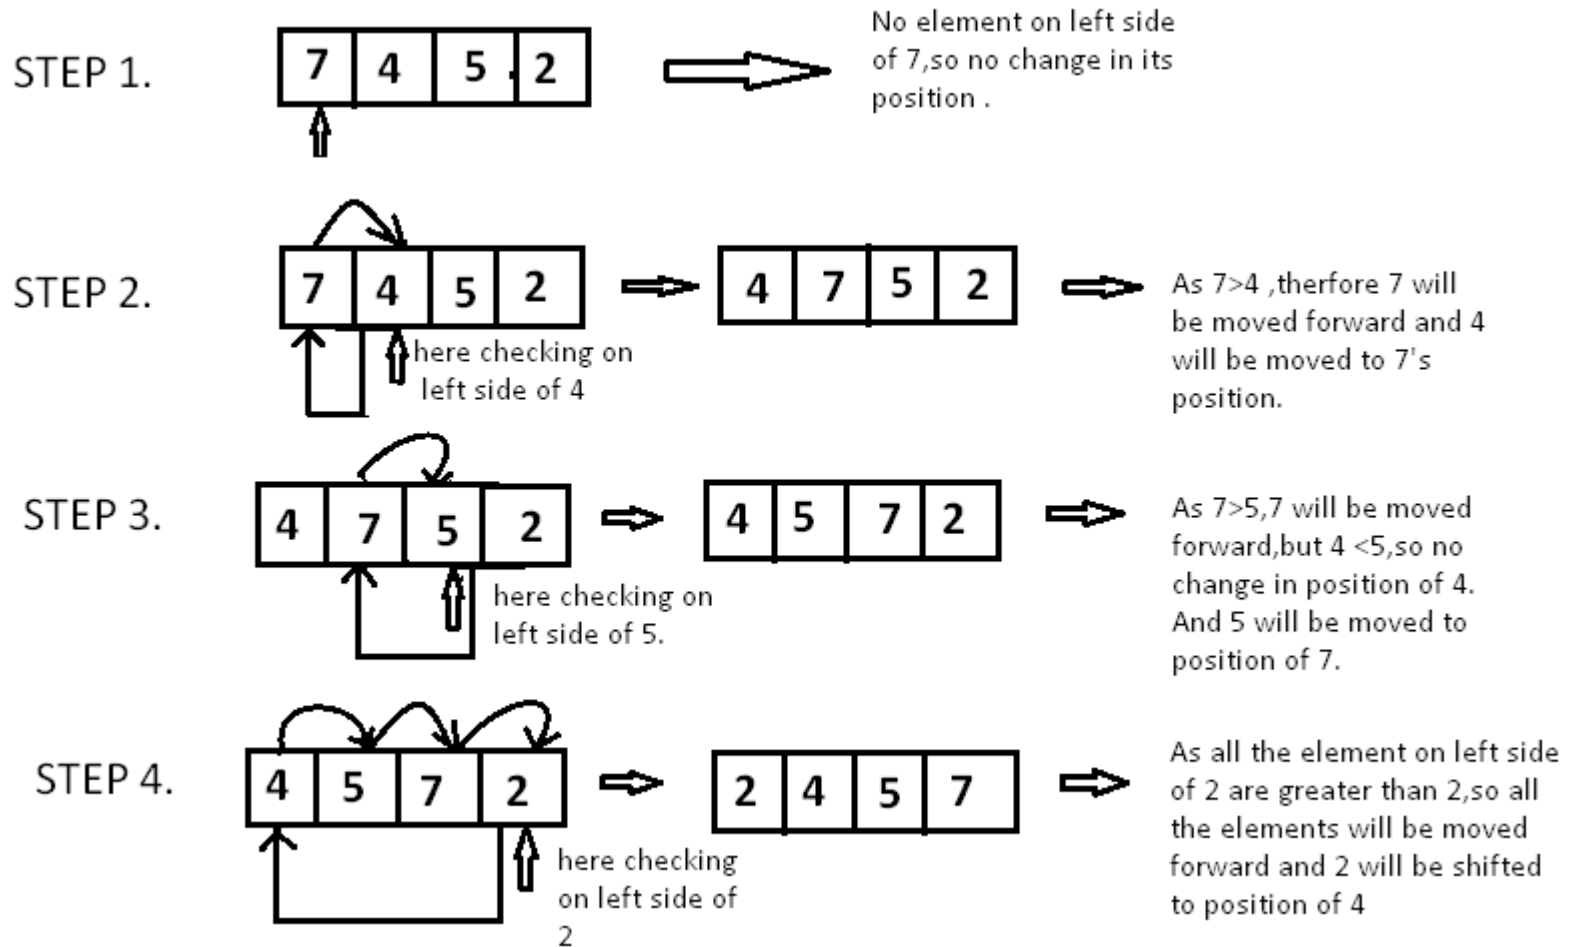 STEP 1.
7 4 5 . 2
No element on left side
of 7,so no change in its
position .
STEP 2.
7 4 5 2
here checking on
left side of 4
4 7 5 2
As 7>4 ,therfore 7 will
be moved forward and 4
will be moved to 7's
position.
STEP 3.
4 7 5 2
here checking on
left side of 5.
4 5 7 2
As 7>5,7 will be moved
forward,but 4 <5,so no
change in position of 4.
And 5 will be moved to
position of 7.
STEP 4.
4 5 7 2
here checking
on left side of
2
2 4 5 7
As all the element on left side
of 2 are greater than 2,so all
the elements will be moved
forward and 2 will be shifted
to position of 4